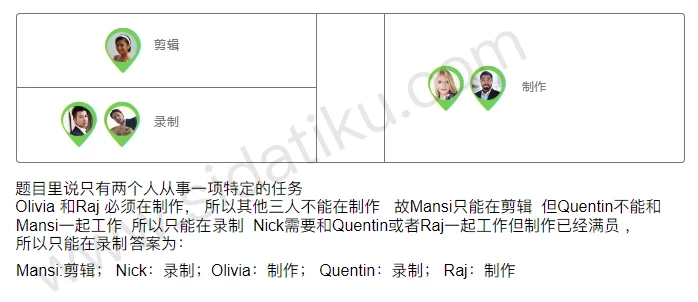 剪辑
录制
制作
题目里说只有两个人从事一项特定的任务
Olivia 和Raj 必须在制作， 所以其他三人不能在制作 故Mansi只能在剪辑 但Quentin不能和
Mansi一起工作 所以只能在录制 Nick需要和Quentin或者Raj一起工作但制作已经满员，
所以只能在录制答案为：
Mansi:剪辑； Nick：录制；Olivia：制作； Quentin：录制； Raj：制作
www.sidatiku.com